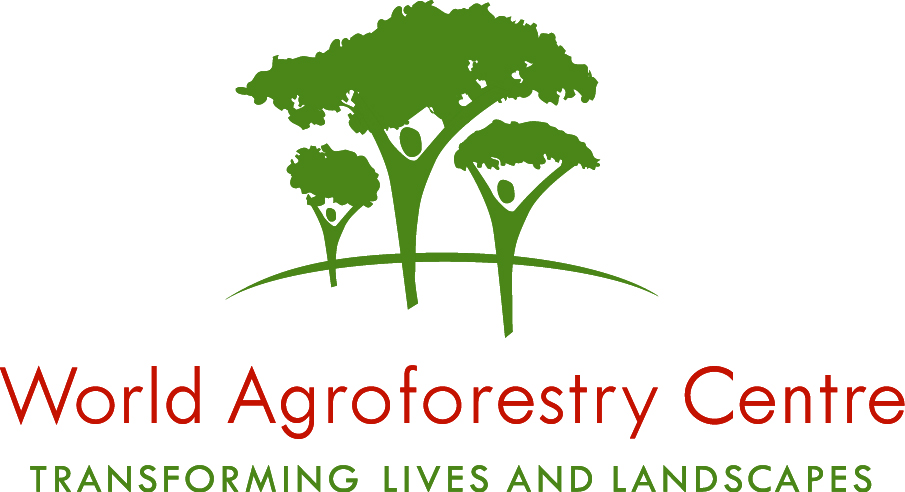 World Agroforestry Centre
TRANSFORMING LIVES AND LANDSCAPES